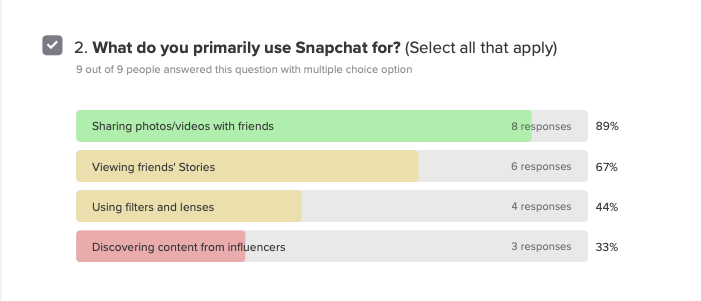 2. What do you primarily use Snapchat for? (Select all that apply)
9 out of 9 people answered this question with multiple choice option
Sharing photos/videos with friends 8 responses 89%
Viewing friends' Stories 6 responses 67%
Using filters and lenses 4 responses 44%
Discovering content from influencers 3 responses 33%